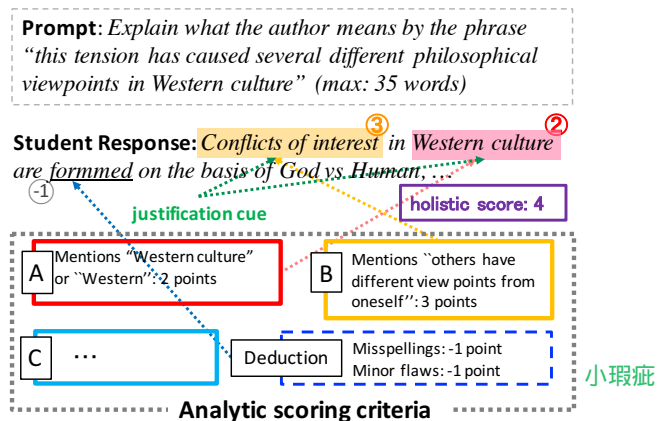 Prompt: Explain what the author means by the phrase
“this tension has caused several different philosophical
viewpoints in Western culture” (max: 35 words)
③ ②
Student Response: Conflicts of interest in Western culture
are formmed on the basis of God vs Human, …
-1
justification cue
holistic score: 4
A
Mentions “Western culture”
or ``Western’’: 2 points
B
Mentions ``others have
different view points from
oneself’’: 3 points
C
…
Deduction
Misspellings: -1 point
Minor flaws: -1 point
小瑕疵
Analytic scoring criteria